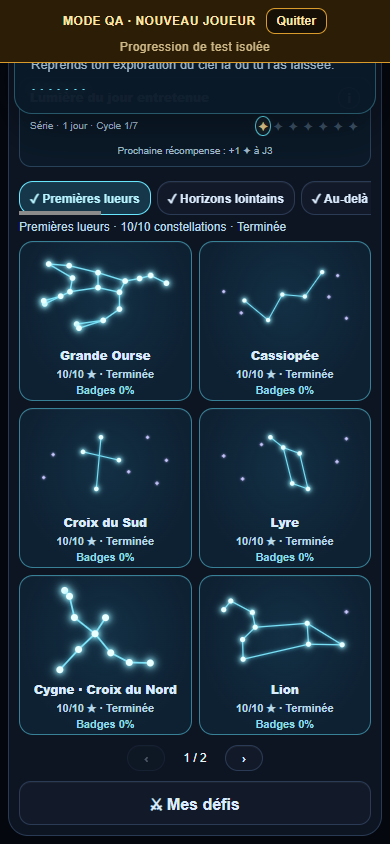 MODE QA · NOUVEAU JOUEUR Quitter
Progression de test isolée
Reprends ton exploration du ciel là où tu l'as laissée.
Lumière du jour entretenue
Série · 1 jour · Cycle 1/7
Prochaine récompense : +1 ✦ à J3
✓ Premières lueurs ✓ Horizons lointains ✓ Au-delà
Premières lueurs · 10/10 constellations · Terminée
Grande Ourse
10/10 ★ · Terminée
Badges 0%
Cassiopée
10/10 ★ · Terminée
Badges 0%
Croix du Sud
10/10 ★ · Terminée
Badges 0%
Lyre
10/10 ★ · Terminée
Badges 0%
Cygne · Croix du Nord
10/10 ★ · Terminée
Badges 0%
Lion
10/10 ★ · Terminée
Badges 0%
‹ 1 / 2 ›
⚔ Mes défis